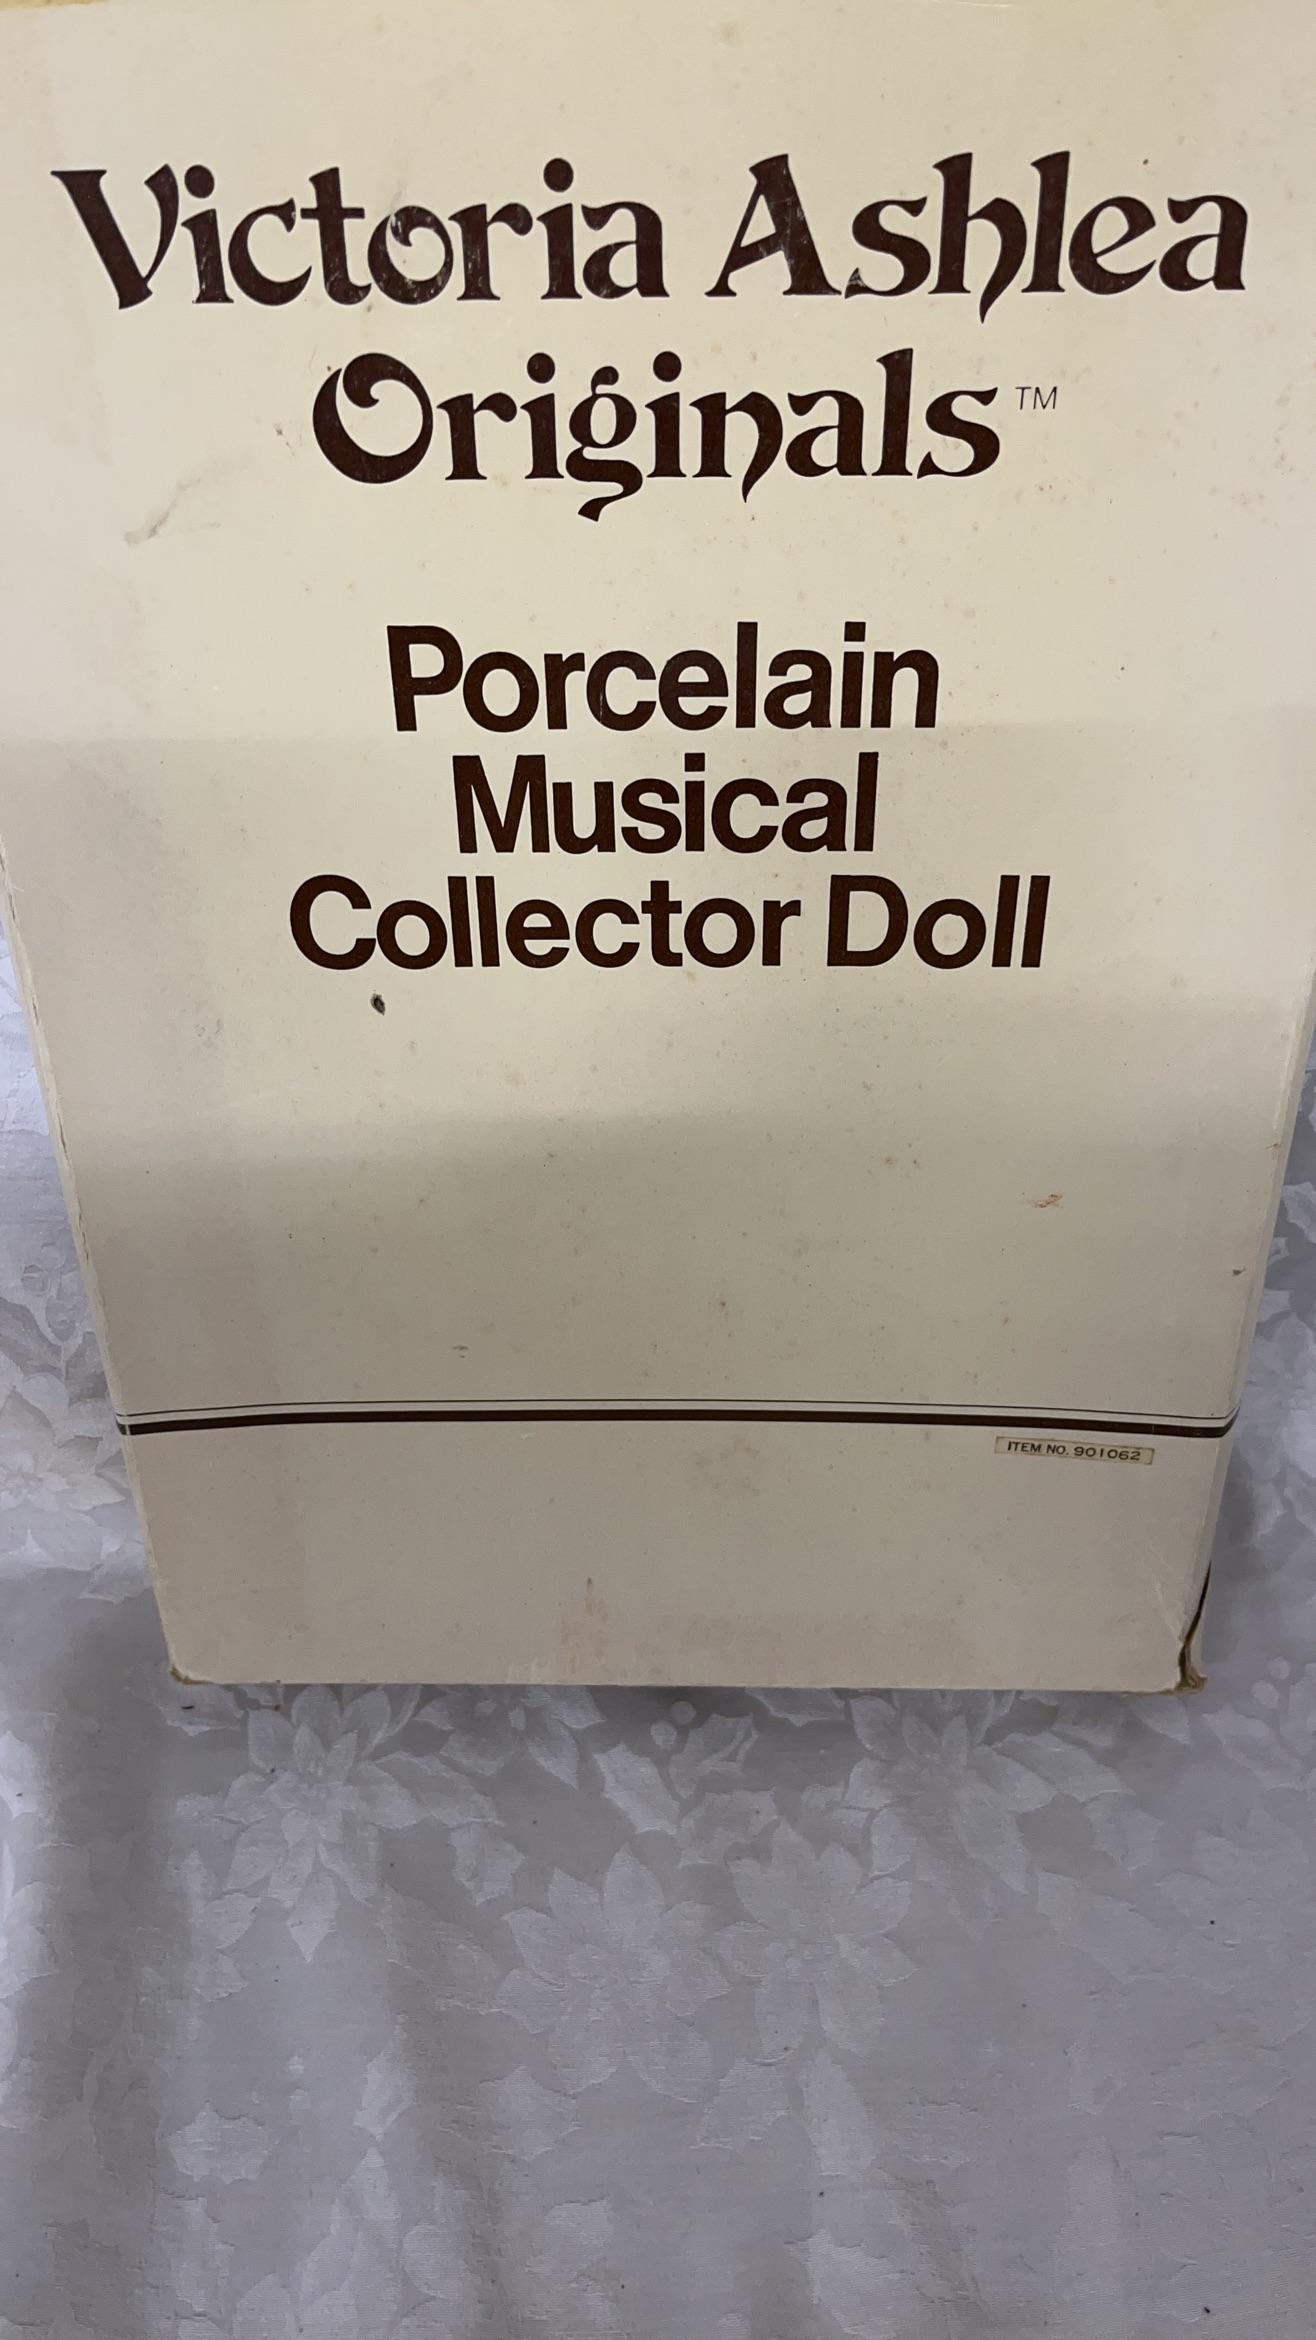 Victoria Ashlea
Originals™
Porcelain
Musical
Collector Doll
ITEM NO. 901062